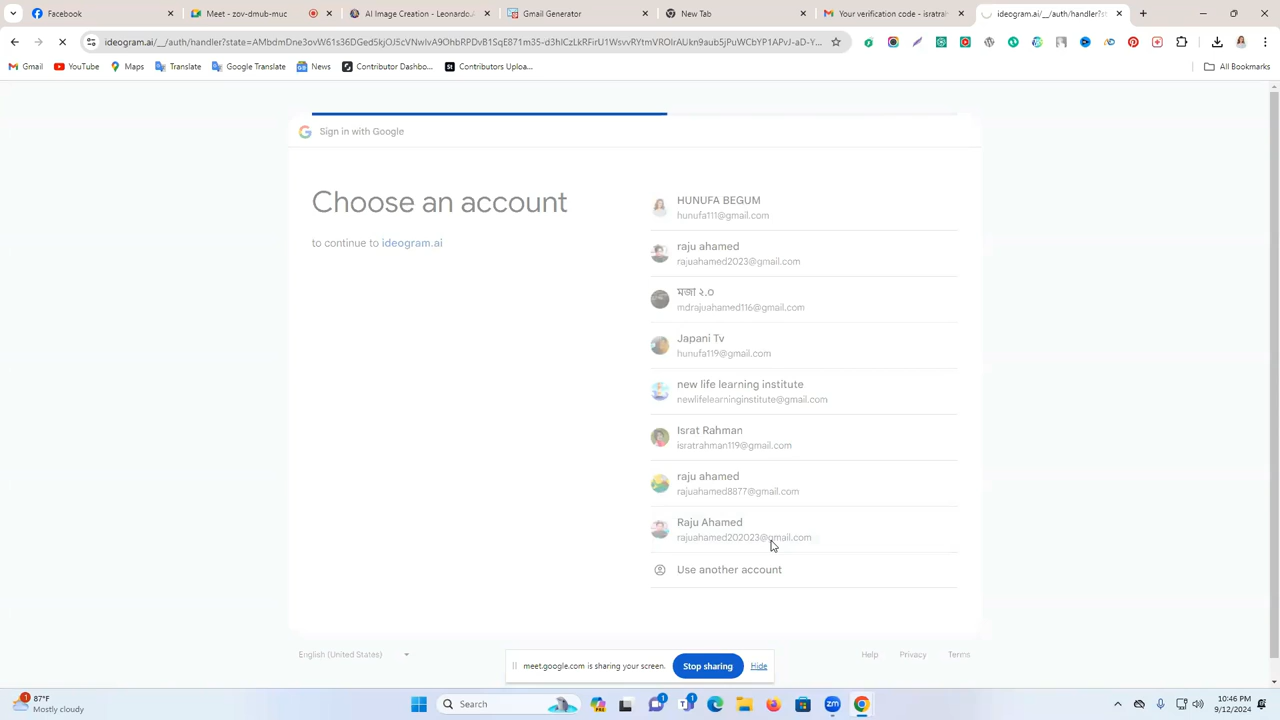 Facebook
Meet - zov-dmub-mu
AI Image Creation - Leonardo.A
Gmail Generator
New Tab
Your verification code - isratrah
ideogram.ai/__/auth/handler?st
Gmail
YouTube
Maps
Translate
Google Translate
News
Contributor Dashbo...
Contributors Uploa...
All Bookmarks
Sign in with Google
Choose an account
to continue to ideogram.ai
HUNUFA BEGUM
hunufa111@gmail.com
raju ahamed
rajuahamed2023@gmail.com
মজা ২.০
mdrajuahamed116@gmail.com
Japani Tv
hunufa119@gmail.com
new life learning institute
newlifelearninginstitute@gmail.com
Israt Rahman
isratrahman119@gmail.com
raju ahamed
rajuahamed8877@gmail.com
Raju Ahamed
rajuahamed202023@gmail.com
Use another account
English (United States)
Help
Privacy
Terms
meet.google.com is sharing your screen.
Stop sharing
Hide
87°F
Mostly cloudy
Search
10:46 PM
9/12/2024